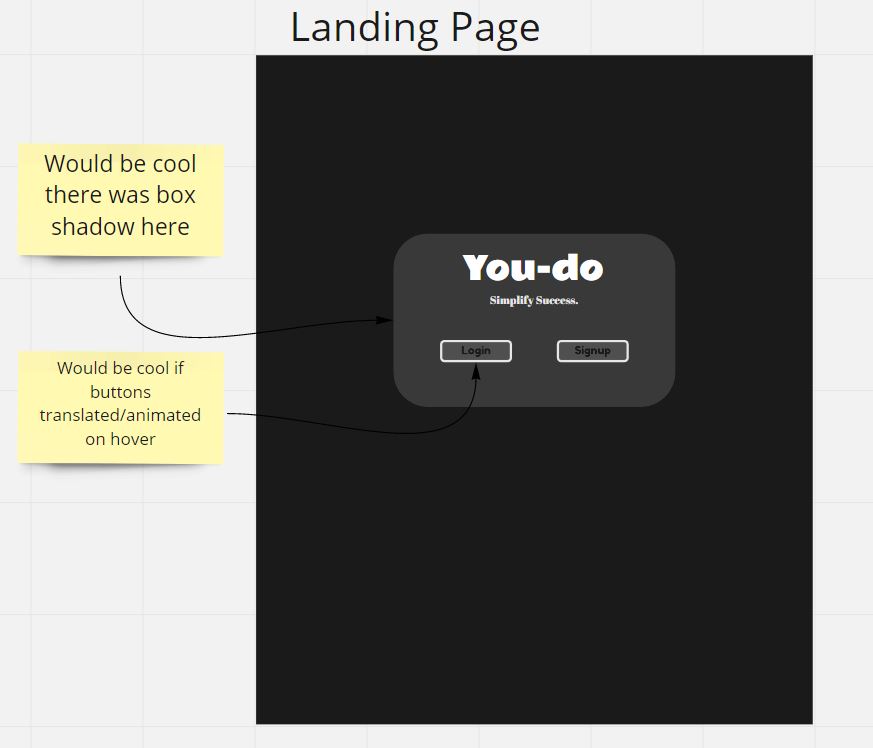 Landing Page
Would be cool
there was box
shadow here
You-do
Simplify Success.
Login
Signup
Would be cool if
buttons
translated/animated
on hover